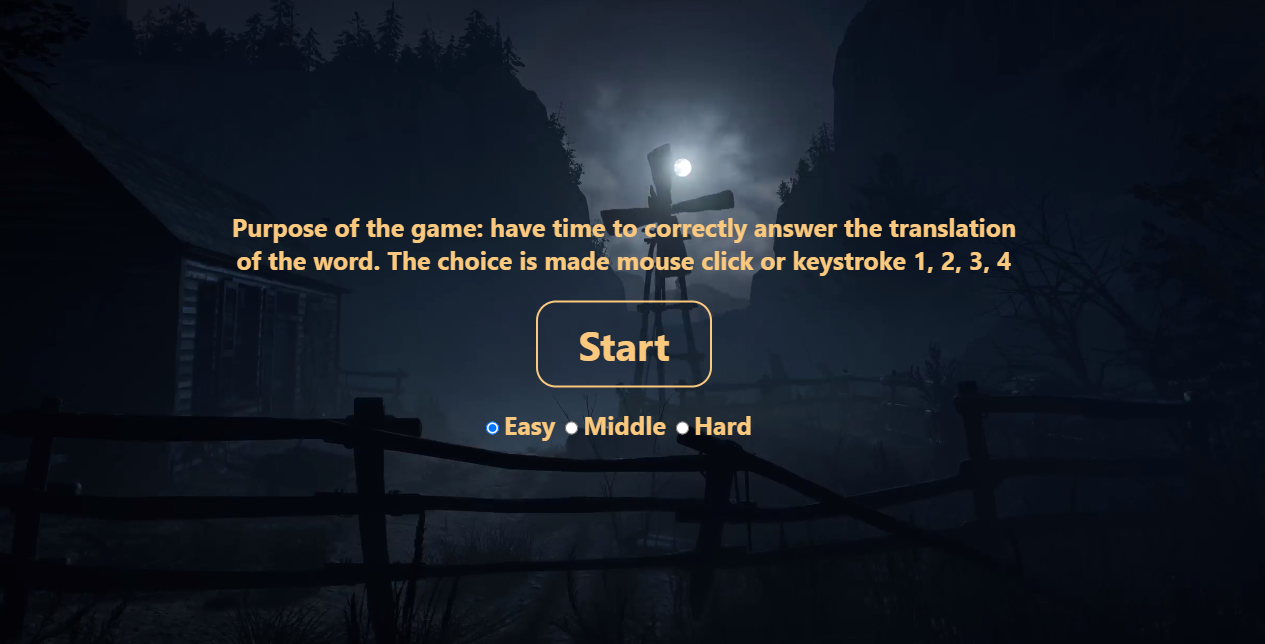 Purpose of the game: have time to correctly answer the translation
of the word. The choice is made mouse click or keystroke 1, 2, 3, 4
Start
Easy Middle Hard